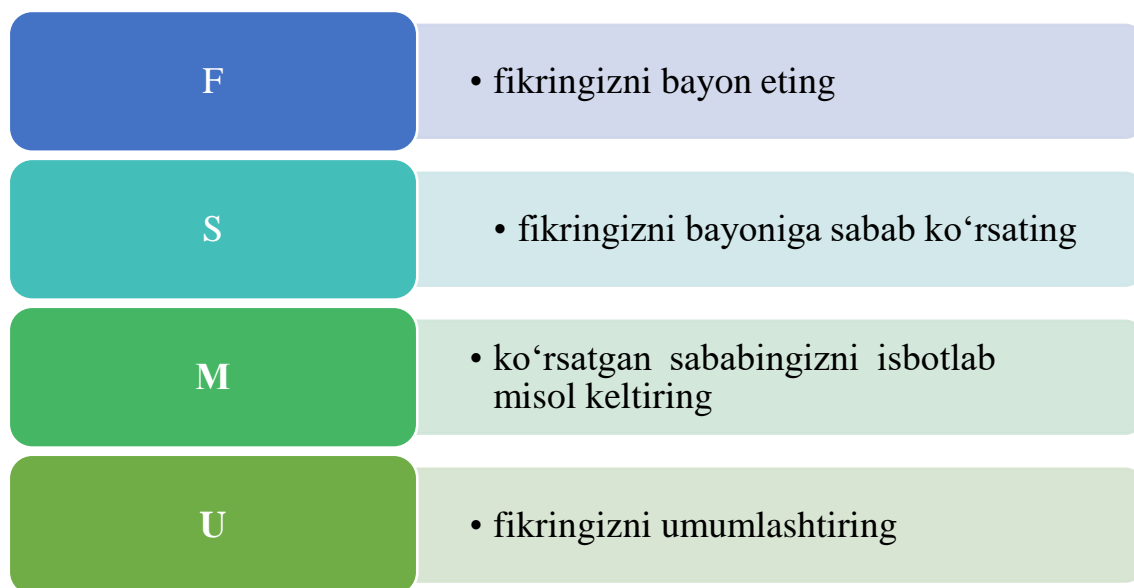 F
• fikringizni bayon eting
S
• fikringizni bayoniga sabab ko‘rsating
M
• ko‘rsatgan sababingizni isbotlab
misol keltiring
U
• fikringizni umumlashtiring